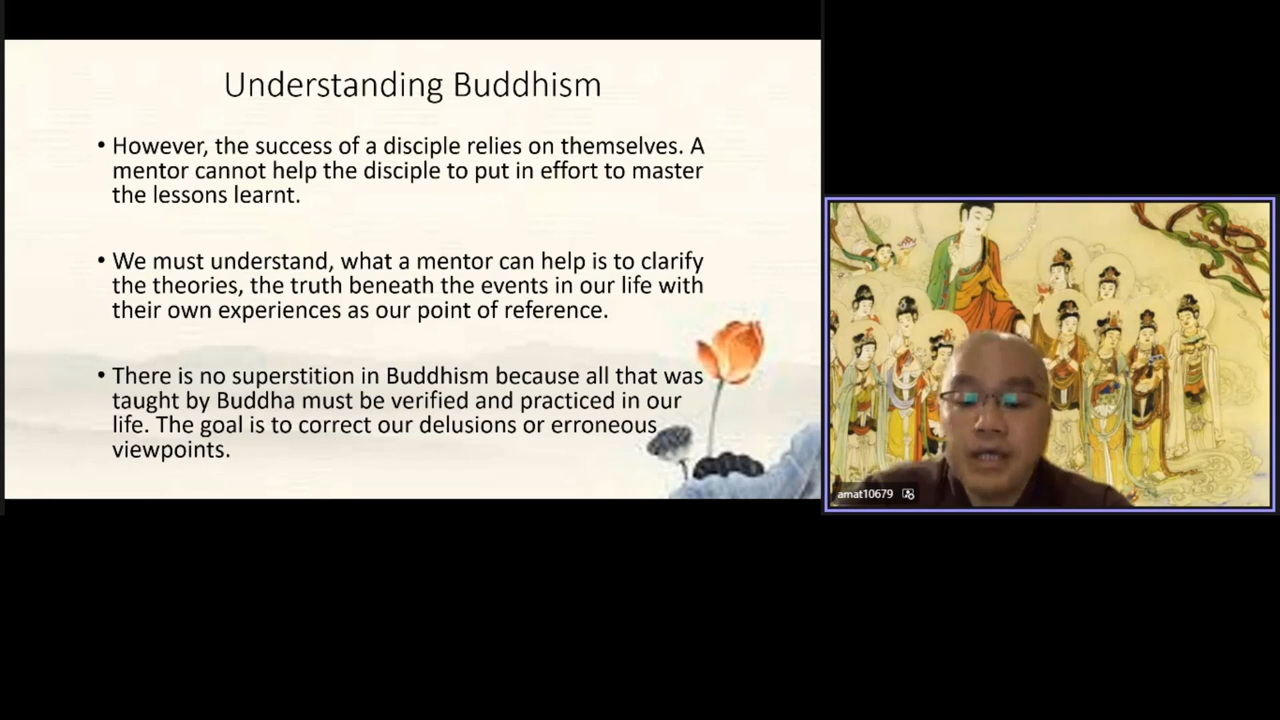 Understanding Buddhism
• However, the success of a disciple relies on themselves. A
mentor cannot help the disciple to put in effort to master
the lessons learnt.
• We must understand, what a mentor can help is to clarify
the theories, the truth beneath the events in our life with
their own experiences as our point of reference.
• There is no superstition in Buddhism because all that was
taught by Buddha must be verified and practiced in our
life. The goal is to correct our delusions or erroneous
viewpoints.
amat10679